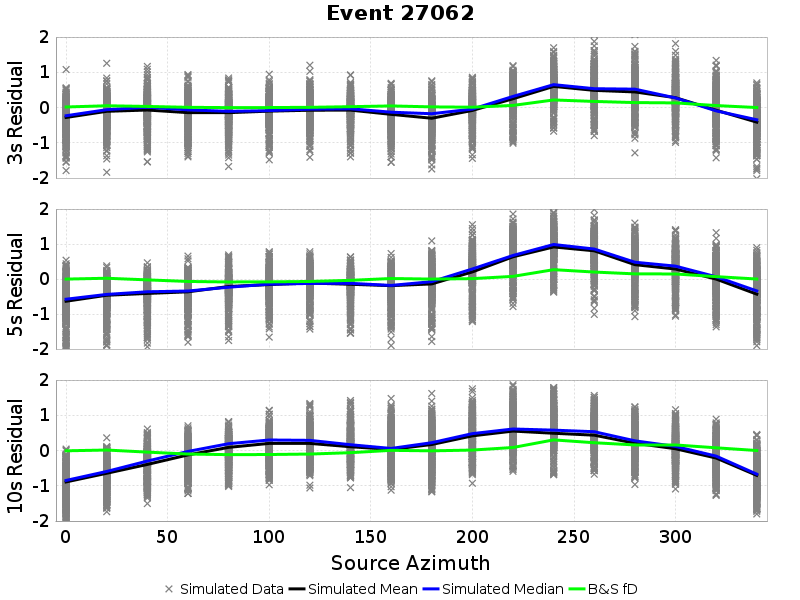 Event 27062
3s Residual
2
1
0
-1
-2
5s Residual
2
1
0
-1
-2
10s Residual
2
1
0
-1
-2
0 50 100 150 200 250 300
Source Azimuth
Simulated Data Simulated Mean Simulated Median B&S fD